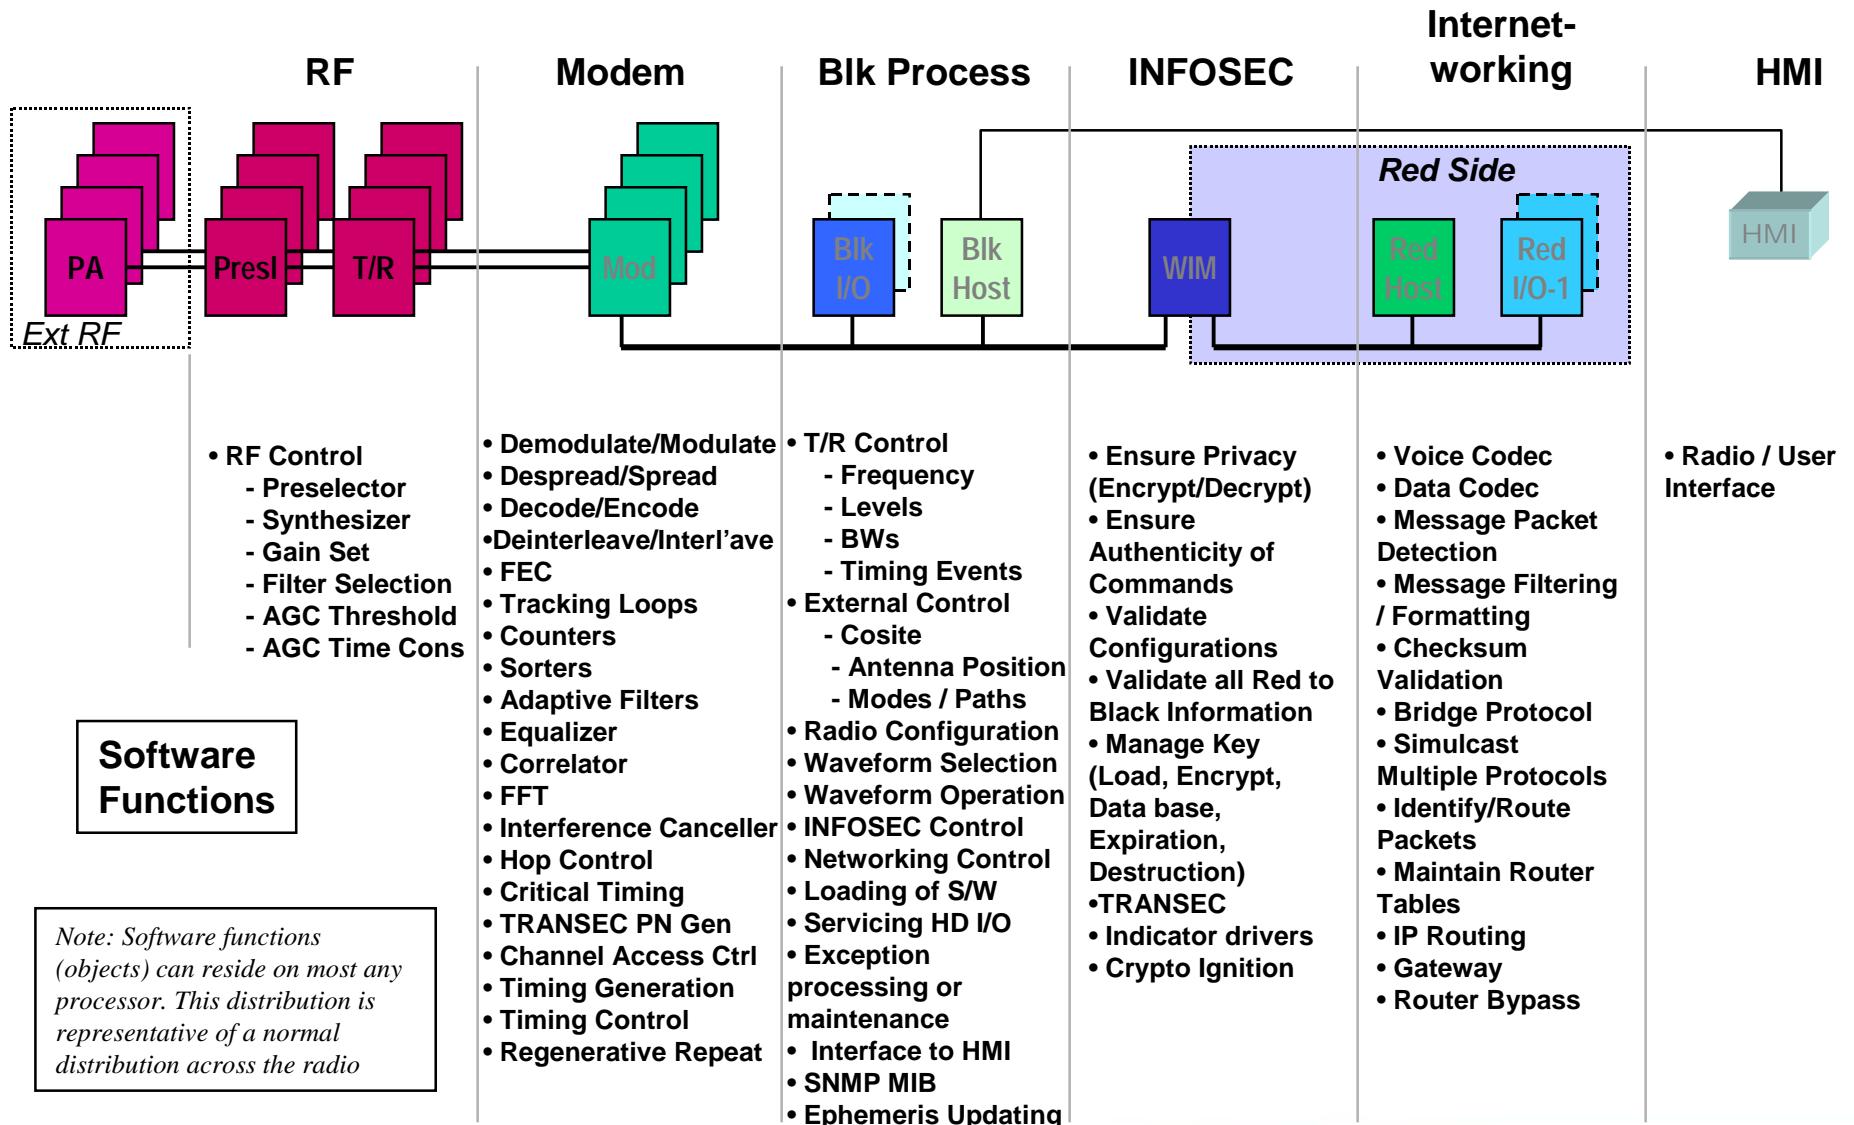 RF
Modem
Blk Process
INFOSEC
Internet-
working
HMI
PA
Ext RF
Presl
T/R
Mod
Blk
I/O
Blk
Host
WIM
Red Side
Red
Host
Red
I/O-1
HMI
• RF Control
- Preselector
- Synthesizer
- Gain Set
- Filter Selection
- AGC Threshold
- AGC Time Cons
• Demodulate/Modulate
• Despread/Spread
• Decode/Encode
•Deinterleave/Interl’ave
• FEC
• Tracking Loops
• Counters
• Sorters
• Adaptive Filters
• Equalizer
• Correlator
• FFT
• Interference Canceller
• Hop Control
• Critical Timing
• TRANSEC PN Gen
• Channel Access Ctrl
• Timing Generation
• Timing Control
• Regenerative Repeat
• T/R Control
- Frequency
- Levels
- BWs
- Timing Events
• External Control
- Cosite
- Antenna Position
- Modes / Paths
• Radio Configuration
• Waveform Selection
• Waveform Operation
• INFOSEC Control
• Networking Control
• Loading of S/W
• Servicing HD I/O
• Exception
processing or
maintenance
• Interface to HMI
• SNMP MIB
• Ephemeris Updating
• Ensure Privacy
(Encrypt/Decrypt)
• Ensure
Authenticity of
Commands
• Validate
Configurations
• Validate all Red to
Black Information
• Manage Key
(Load, Encrypt,
Data base,
Expiration,
Destruction)
•TRANSEC
• Indicator drivers
• Crypto Ignition
• Voice Codec
• Data Codec
• Message Packet
Detection
• Message Filtering
/ Formatting
• Checksum
Validation
• Bridge Protocol
• Simulcast
Multiple Protocols
• Identify/Route
Packets
• Maintain Router
Tables
• IP Routing
• Gateway
• Router Bypass
• Radio / User
Interface
Software
Functions
Note: Software functions
(objects) can reside on most any
processor. This distribution is
representative of a normal
distribution across the radio